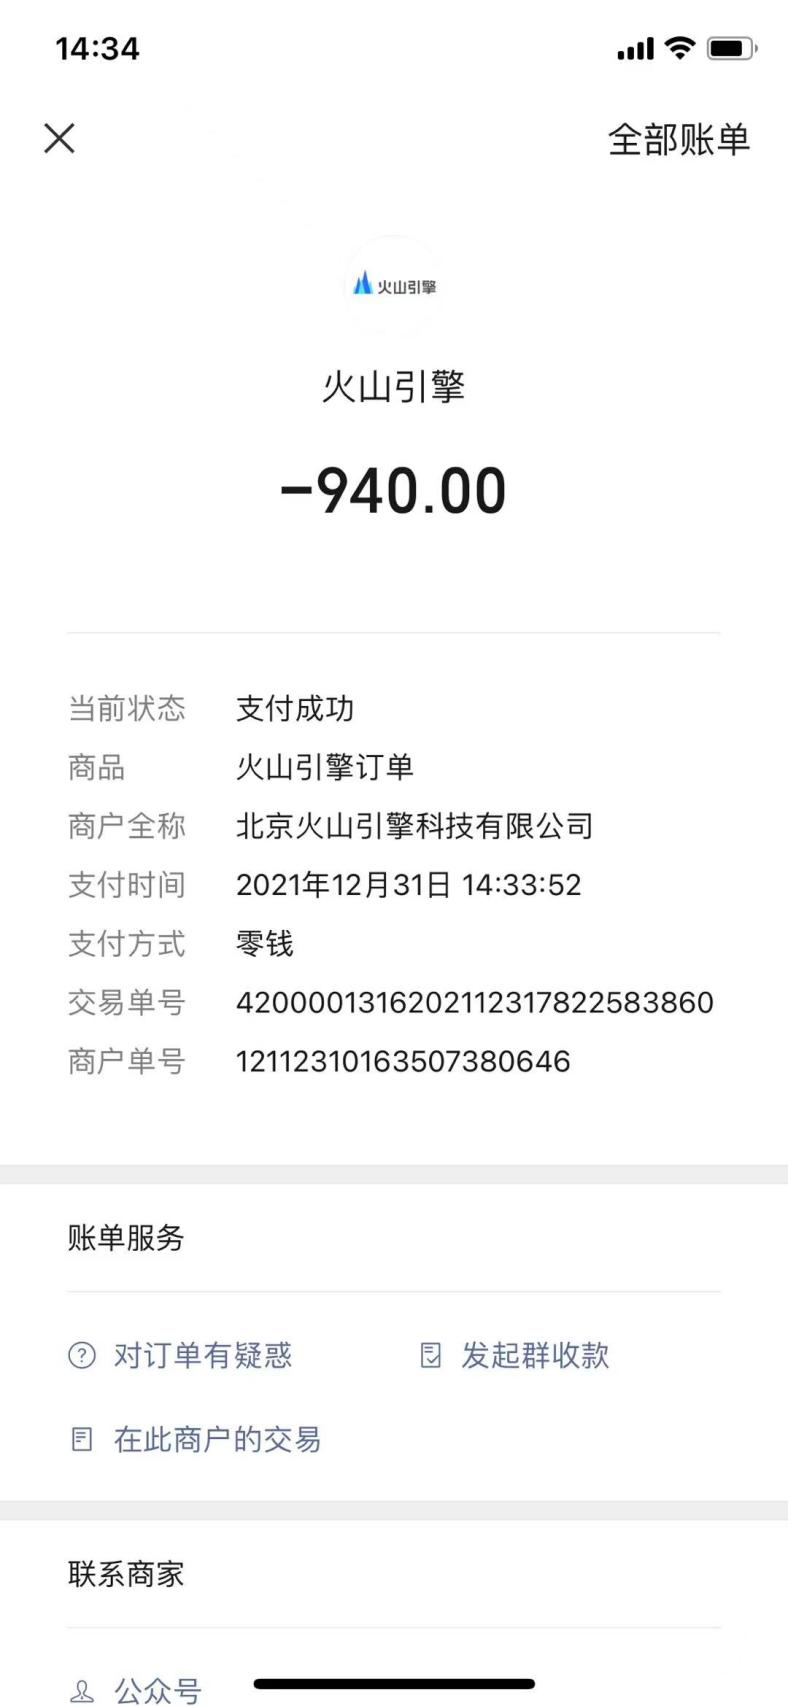 14:34
全部账单
火山引擎
火山引擎
-940.00
当前状态 支付成功
商品 火山引擎订单
商户全称 北京火山引擎科技有限公司
支付时间 2021年12月31日 14:33:52
支付方式 零钱
交易单号 4200001316202112317822583860
商户单号 12112310163507380646
账单服务
对订单有疑惑 发起群收款
在此商户的交易
联系商家
公众号